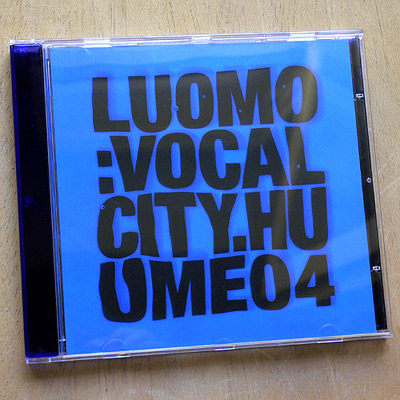 LUOMO
:VOCAL
CITY.HU
UME04